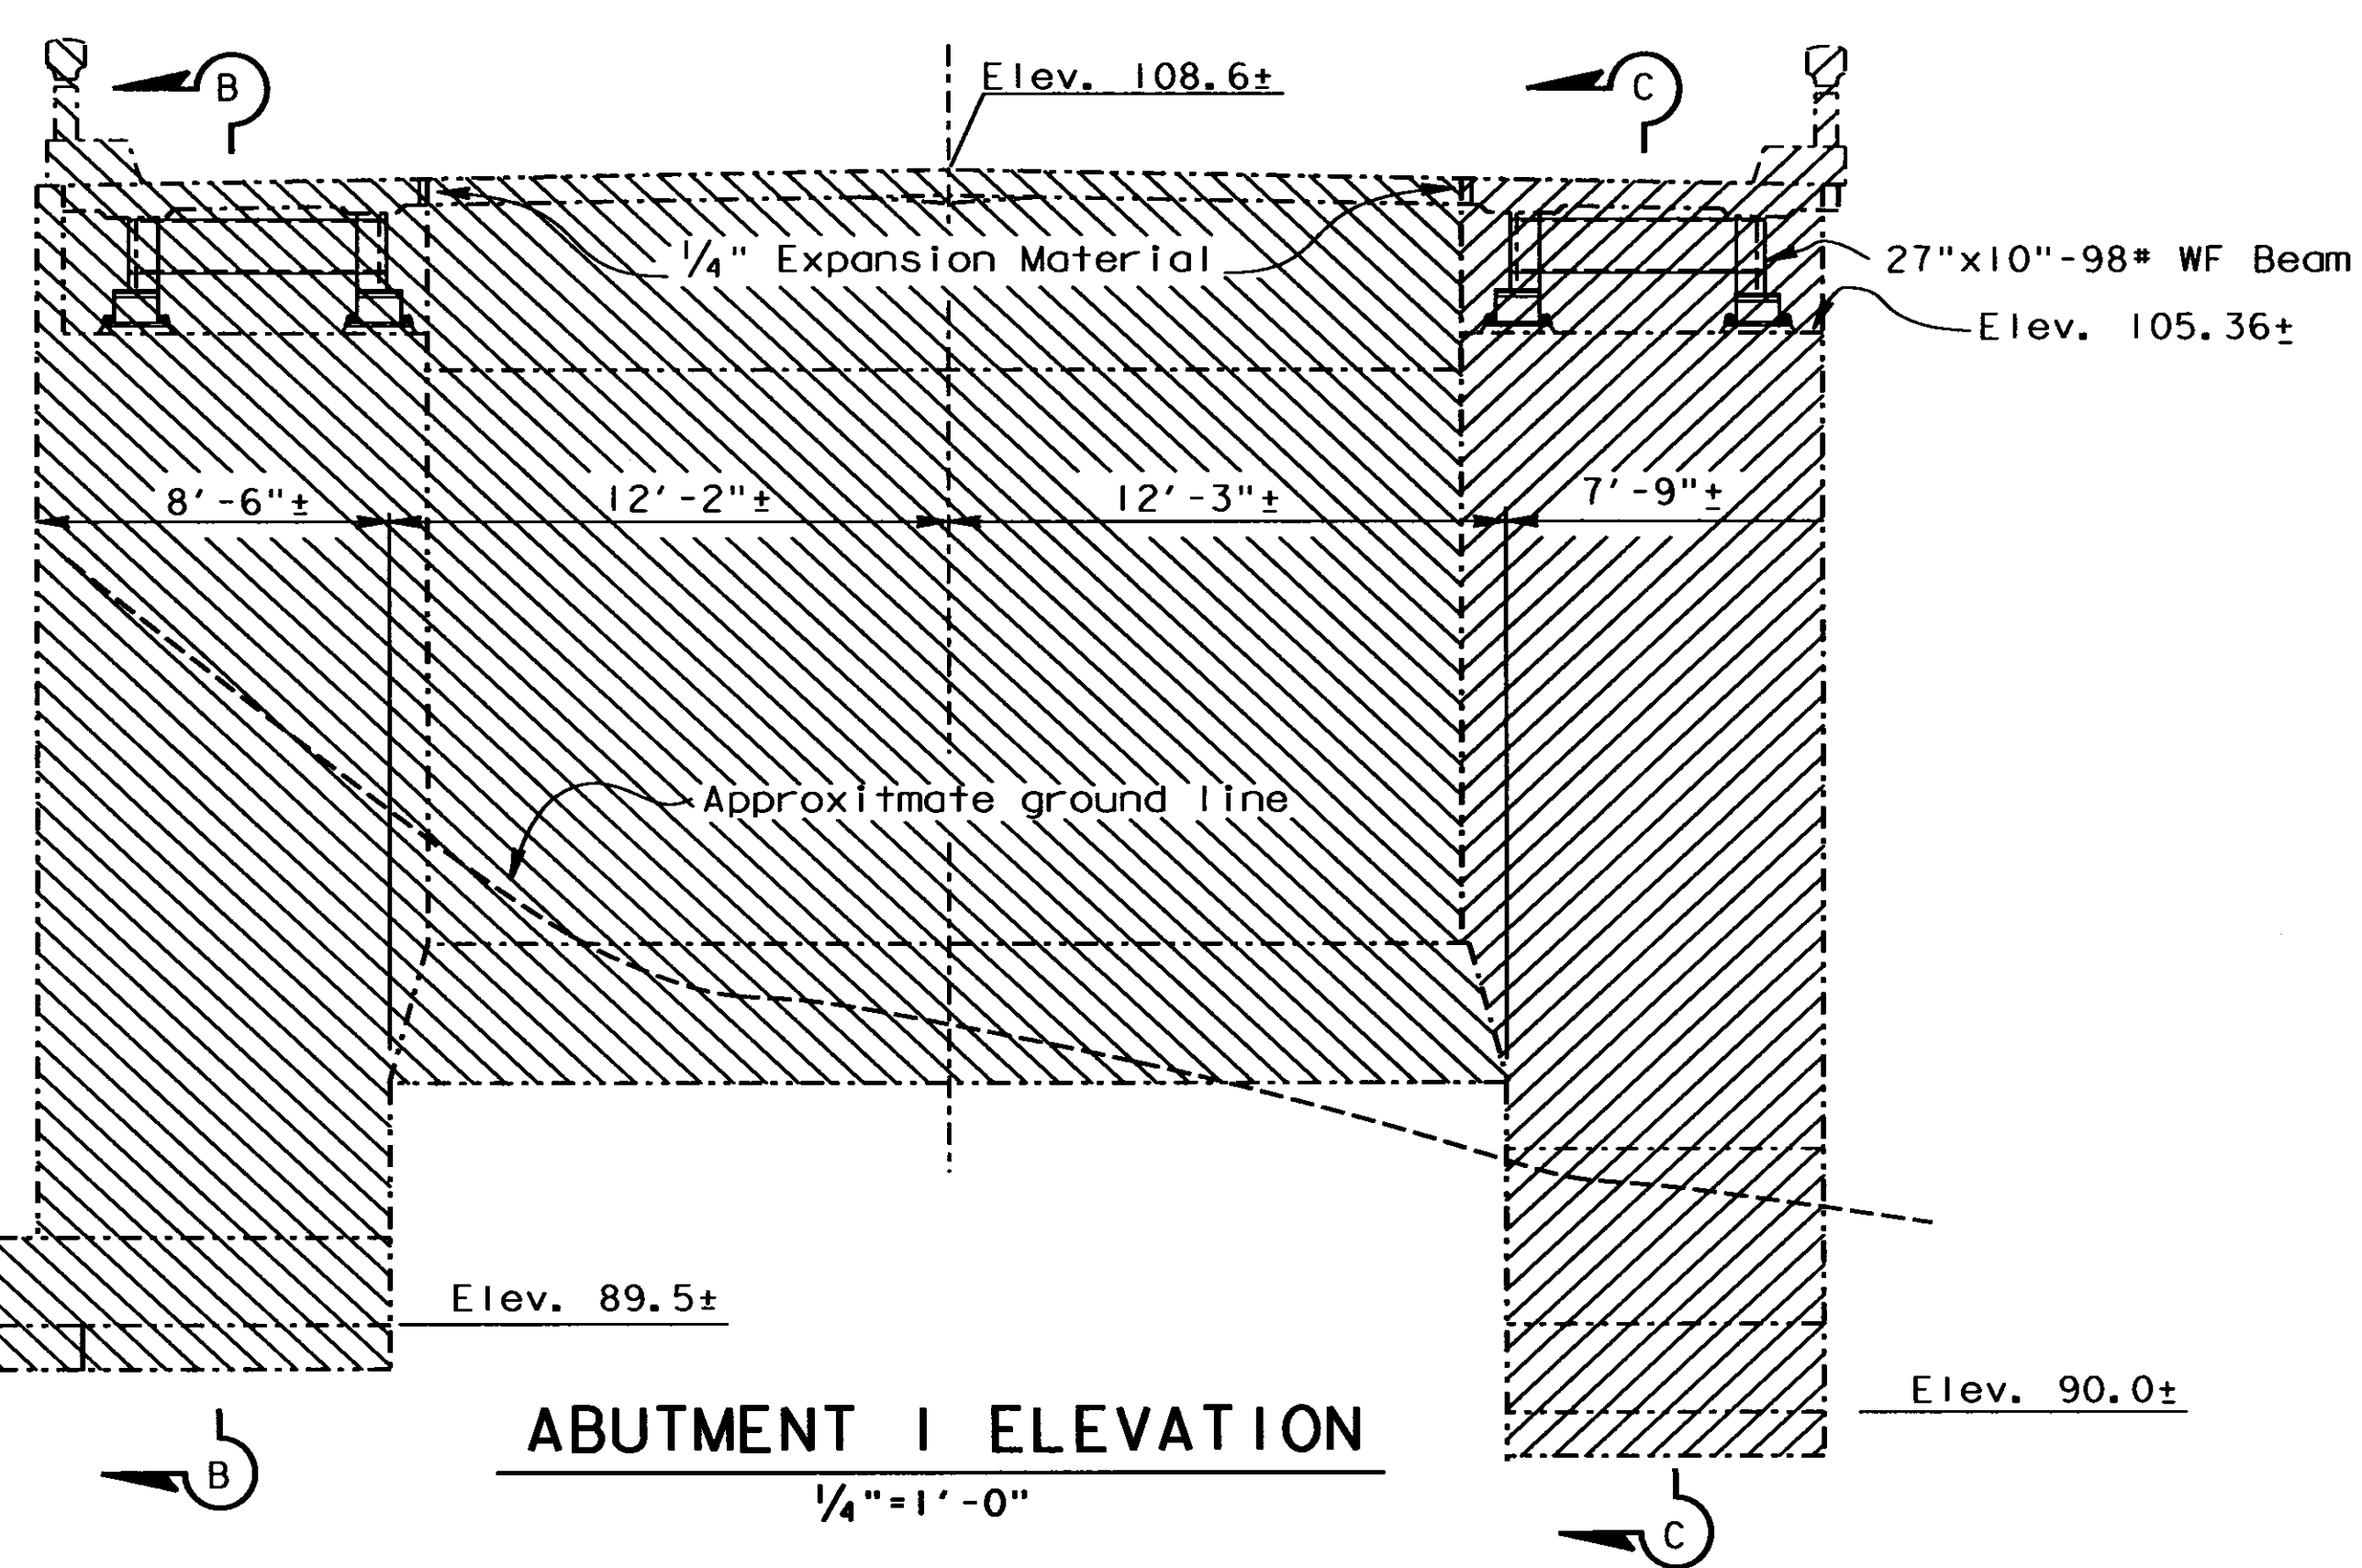 B
Elev. 108.6±
C
1/4" Expansion Material
27"x10"-98# WF Beam
Elev. 105.36±
8'-6"±
12'-2"±
12'-3"±
7'-9"±
Approxitmate ground line
Elev. 89.5±
Elev. 90.0±
ABUTMENT 1 ELEVATION
1/4"=1'-0"
B
C